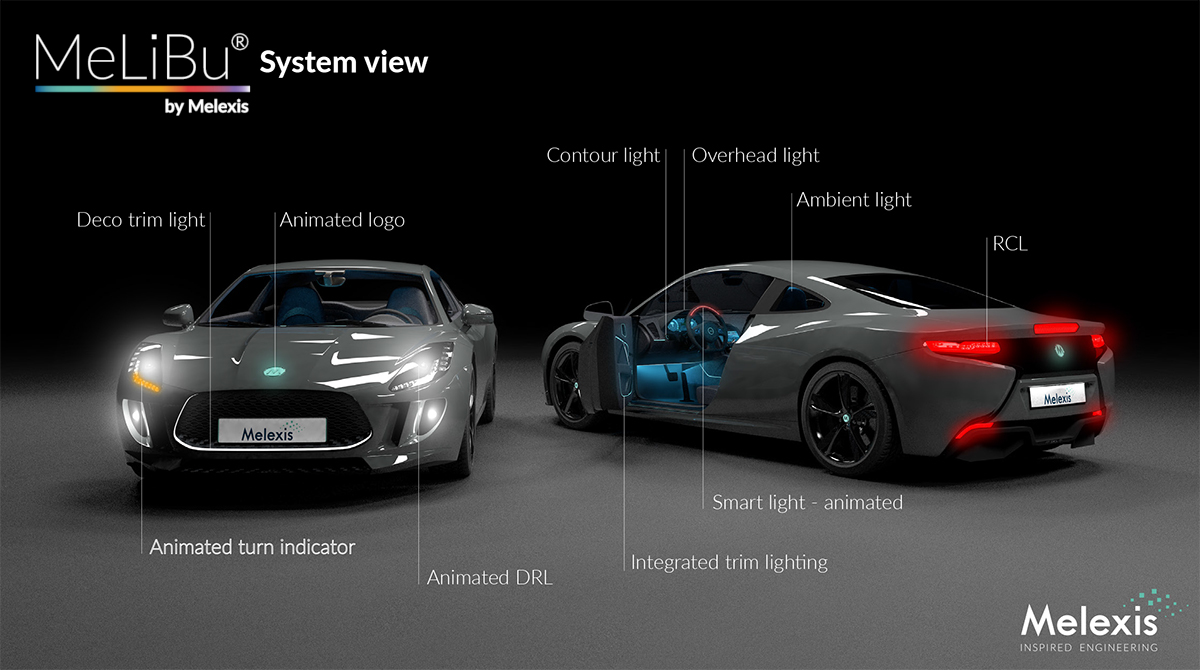 MeLiBu®
System view
by Melexis
Contour light
Overhead light
Ambient light
Deco trim light
Animated logo
RCL
Melexis
Melexis
Smart light - animated
Animated turn indicator
Integrated trim lighting
Animated DRL
Melexis
INSPIRED ENGINEERING